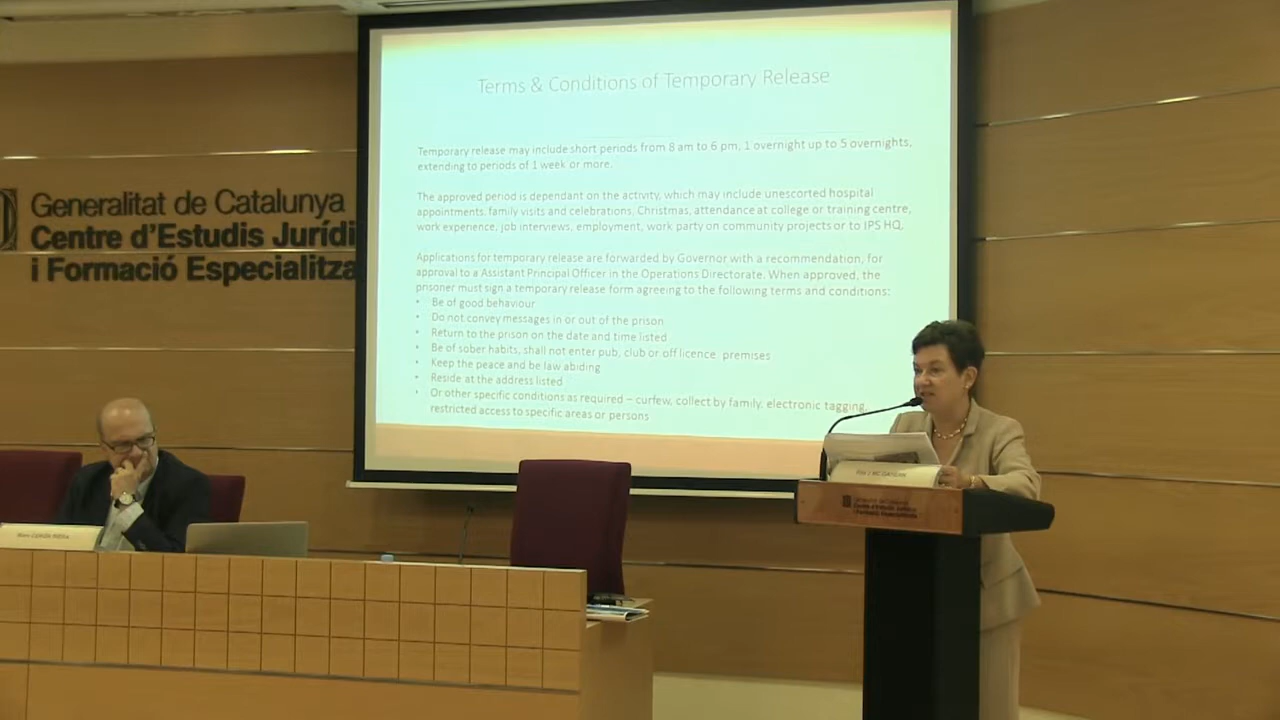 Terms & Conditions of Temporary Release
Temporary release may include short periods from 8 am to 6 pm, 1 overnight up to 5 overnights,
extending to periods of 1 week or more.
The approved period is dependant on the activity, which may include unescorted hospital
appointments, family visits and celebrations, Christmas, attendance at college or training centre,
work experience, job interviews, employment, work party on community projects or to IPS HQ.
Applications for temporary release are forwarded by Governor with a recommendation, for
approval to a Assistant Principal Officer in the Operations Directorate. When approved, the
prisoner must sign a temporary release form agreeing to the following terms and conditions:
• Be of good behaviour
• Do not convey messages in or out of the prison
• Return to the prison on the date and time listed
• Be of sober habits, shall not enter pub, club or off licence premises
• Keep the peace and be law abiding
• Reside at the address listed
• Or other specific conditions as required – curfew, collect by family, electronic tagging,
restricted access to specific areas or persons
Generalitat de Catalunya
Centre d'Estudis Jurídi
i Formació Especialitza
Generalitat de Catalunya
Centre d'Estudis Jurídics
i Formació Especialitzada